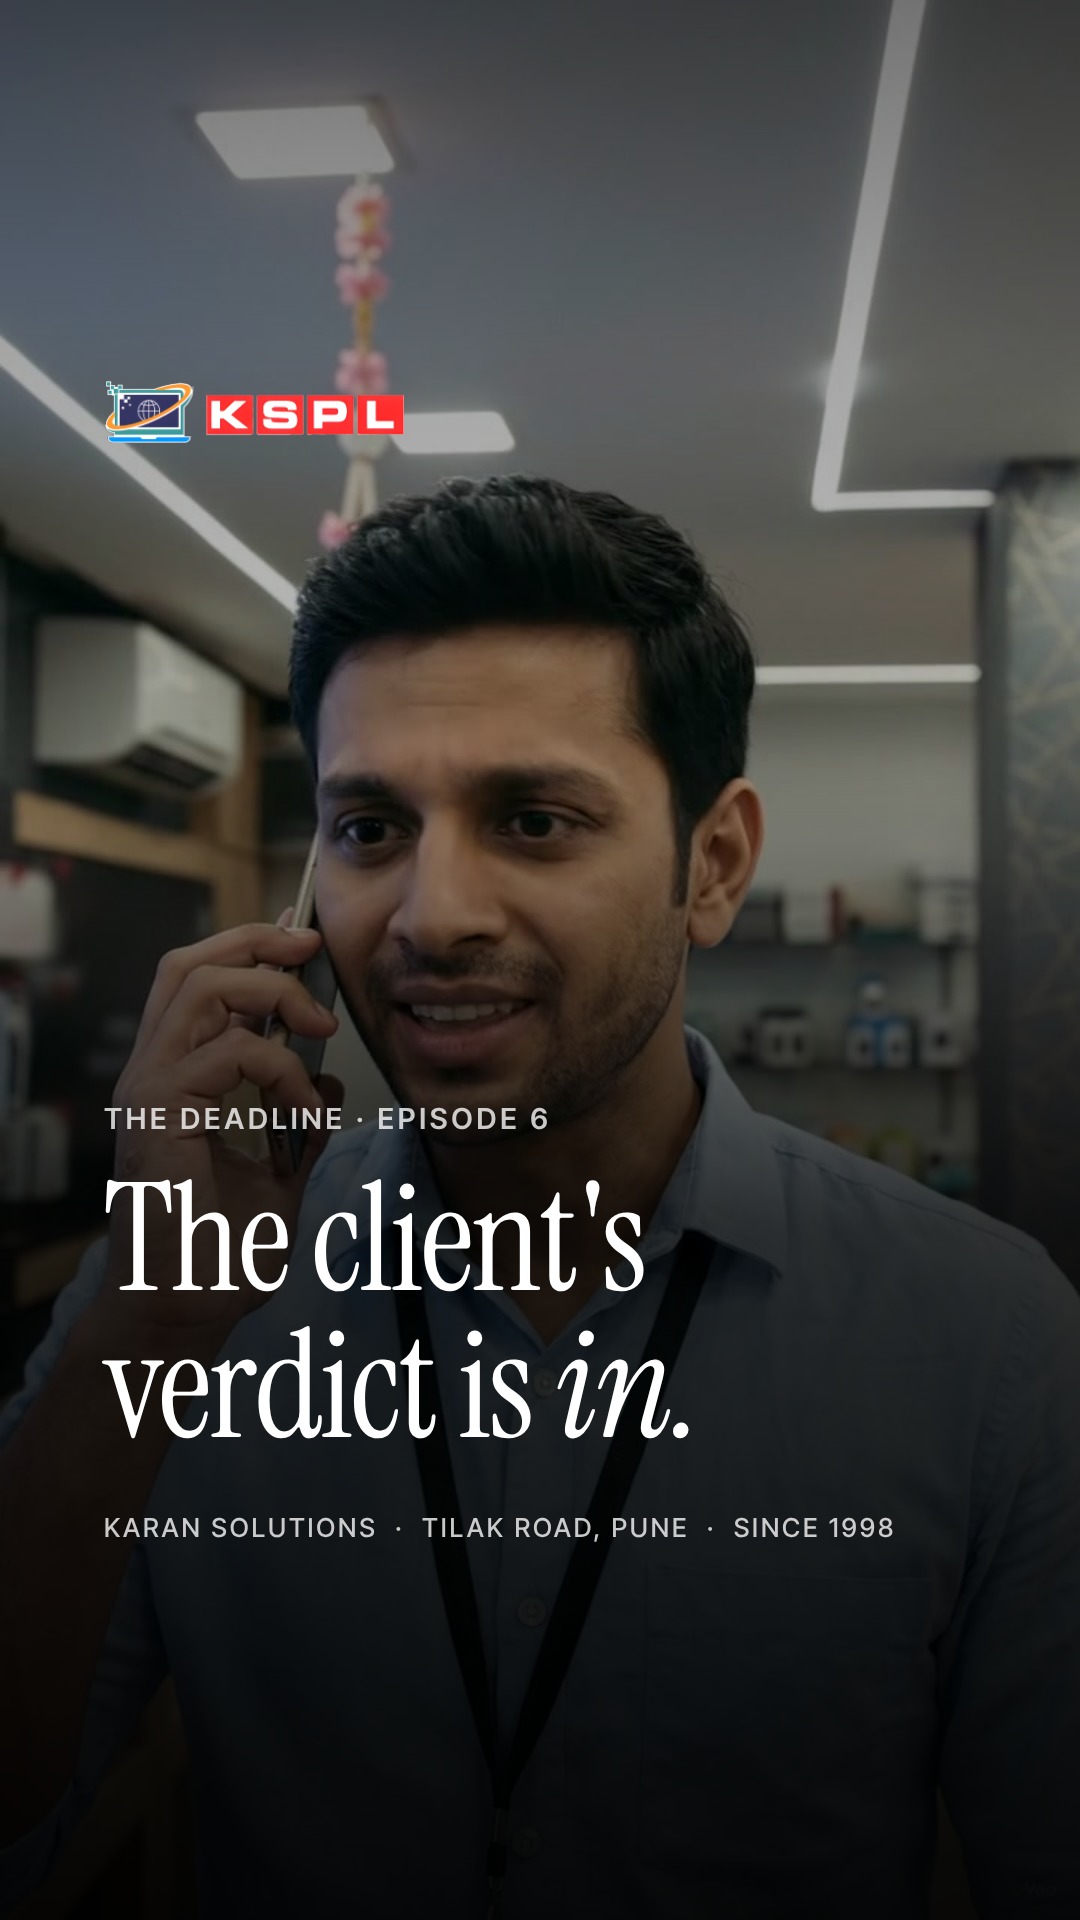 KSPL
THE DEADLINE · EPISODE 6
The client's
verdict is in.
KARAN SOLUTIONS · TILAK ROAD, PUNE · SINCE 1998